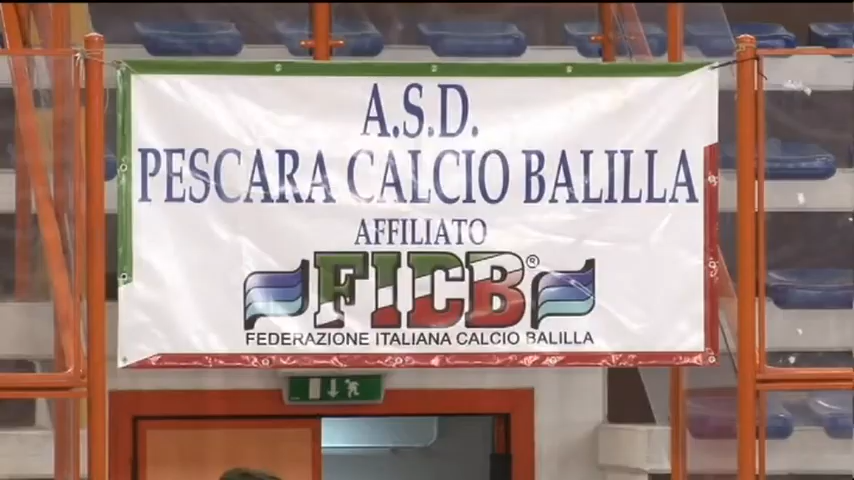 A.S.D.
PESCARA CALCIO BALILLA
AFFILIATO
FICB®
FEDERAZIONE ITALIANA CALCIO BALILLA